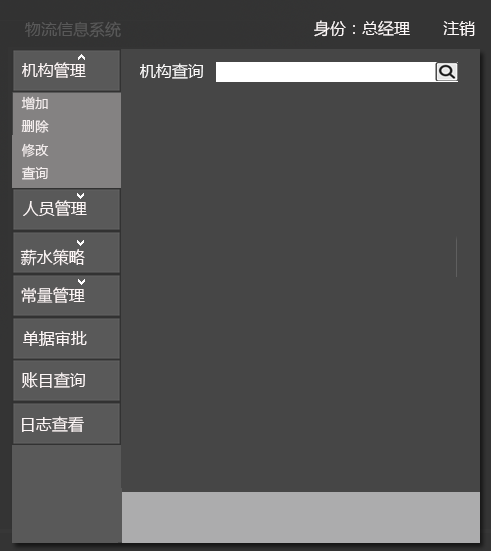 物流信息系统
身份：总经理 注销
机构管理
机构查询
增加
删除
修改
查询
人员管理
薪水策略
常量管理
单据审批
账目查询
日志查看